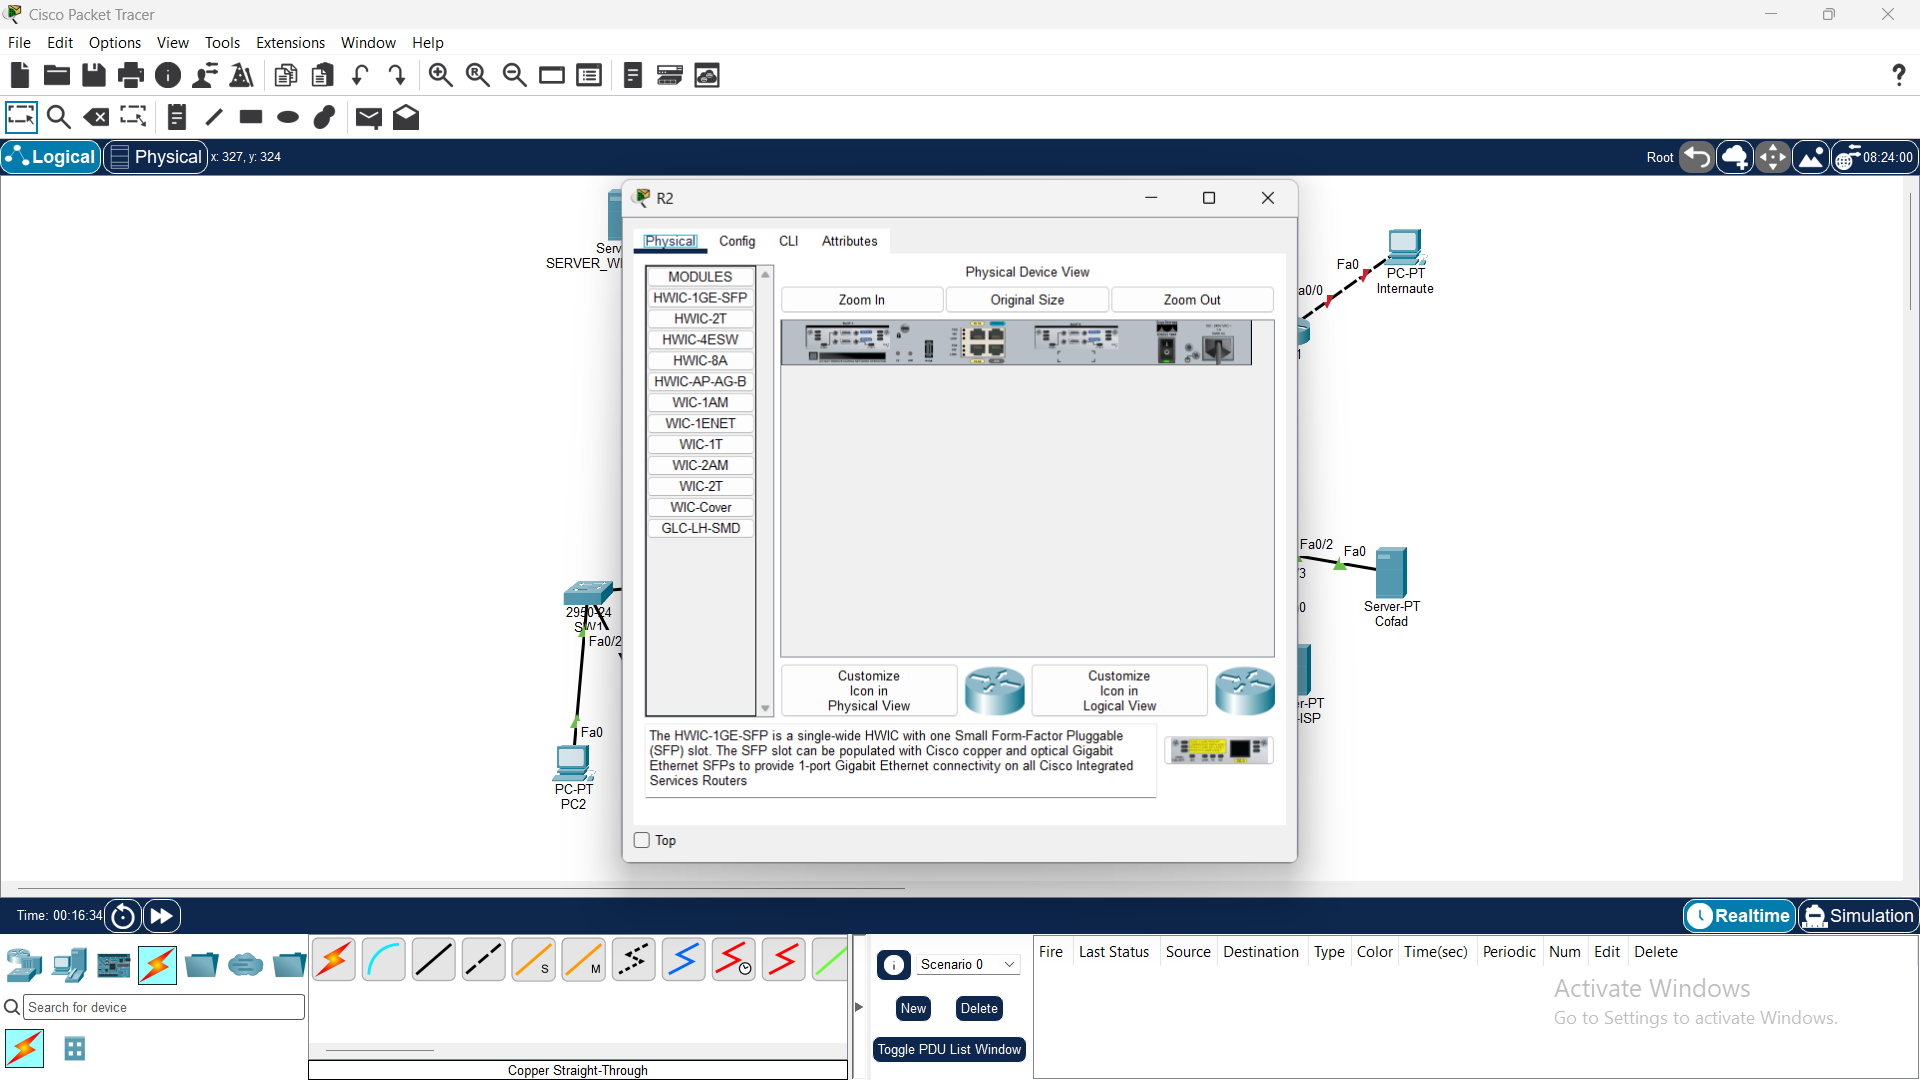 Cisco Packet Tracer
File Edit Options View Tools Extensions Window Help
Logical Physical x: 327, y: 324 Root 08:24:00
R2
Physical Config CLI Attributes
MODULES
HWIC-1GE-SFP
HWIC-2T
HWIC-4ESW
HWIC-8A
HWIC-AP-AG-B
WIC-1AM
WIC-1ENET
WIC-1T
WIC-2AM
WIC-2T
WIC-Cover
GLC-LH-SMD
Physical Device View
Zoom In Original Size Zoom Out
Customize
Icon in
Physical View
Customize
Icon in
Logical View
The HWIC-1GE-SFP is a single-wide HWIC with one Small Form-Factor Pluggable
(SFP) slot. The SFP slot can be populated with Cisco copper and optical Gigabit
Ethernet SFPs to provide 1-port Gigabit Ethernet connectivity on all Cisco Integrated
Services Routers
Top
Serv
SERVER_W
2950-24
SW1
Fa0/2
Fa0
PC-PT
PC2
Fa0
PC-PT
Internaute
a0/0
1
Fa0/2
Fa0
/3
0
Server-PT
Cofad
r-PT
-ISP
Time: 00:16:34
Realtime Simulation
Search for device
S
M
Copper Straight-Through
Scenario 0
New Delete
Toggle PDU List Window
Fire Last Status Source Destination Type Color Time(sec) Periodic Num Edit Delete
Activate Windows
Go to Settings to activate Windows.